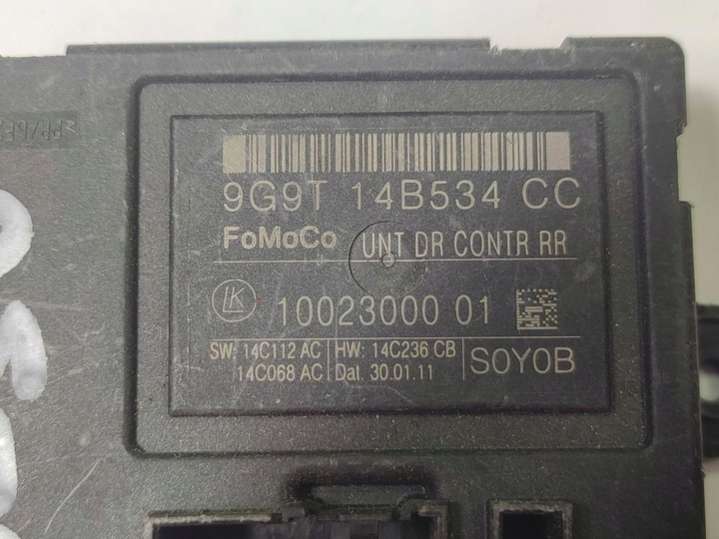 9G9T 14B534 CC
FoMoCo UNT DR CONTR RR
LK 10023000 01
SW: 14C112 AC HW: 14C236 CB S0Y0B
14C068 AC Dat. 30.01.11